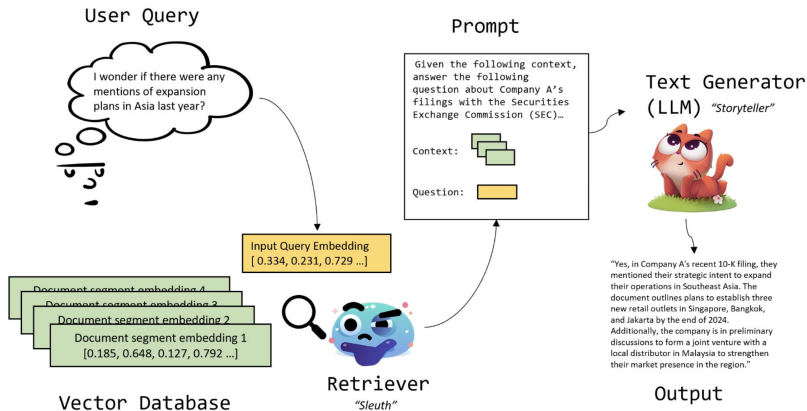 User Query
I wonder if there were any
mentions of expansion
plans in Asia last year?
Input Query Embedding
[ 0.334, 0.231, 0.729 ...]
Document segment embedding 4
Document segment embedding 3
Document segment embedding 2
Document segment embedding 1
[0.185, 0.648, 0.127, 0.792 ...]
Vector Database
Retriever
“Sleuth”
Prompt
Given the following context,
answer the following
question about Company A’s
filings with the Securities
Exchange Commission (SEC)…
Context:
Question:
Text Generator
(LLM) “Storyteller”
“Yes, in Company A’s recent 10-K filing, they
mentioned their strategic intent to expand
their operations in Southeast Asia. The
document outlines plans to establish three
new retail outlets in Singapore, Bangkok,
and Jakarta by the end of 2024.
Additionally, the company is in preliminary
discussions to form a joint venture with a
local distributor in Malaysia to strengthen
their market presence in the region.”
Output